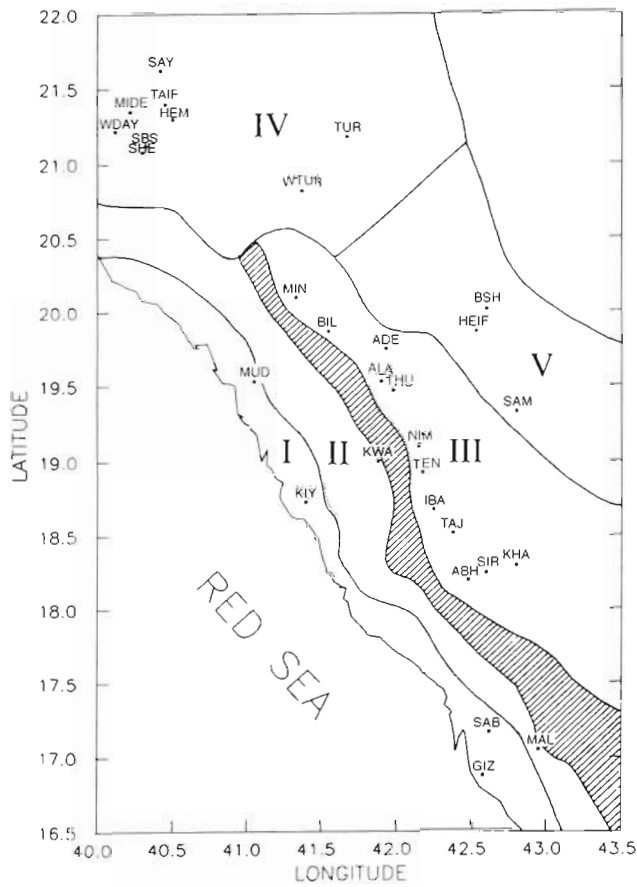 22.0
SAY
21.5
TAIF
MIDE
HEM
WDAY
SBS
IV
TUR
21.0
WTUR
20.5
MIN
BSH
20.0
BIL
HEIF
ADE
V
ALA
THU
19.5
MUD
SAM
NIM
19.0
I
II
KWA
III
TEN
KIY
IBA
18.5
TAJ
KHA
ABH
SIR
18.0
RED SEA
17.5
SAB
MAL
17.0
GIZ
16.5
40.0 40.5 41.0 41.5 42.0 42.5 43.0 43.5
LONGITUDE
LATITUDE